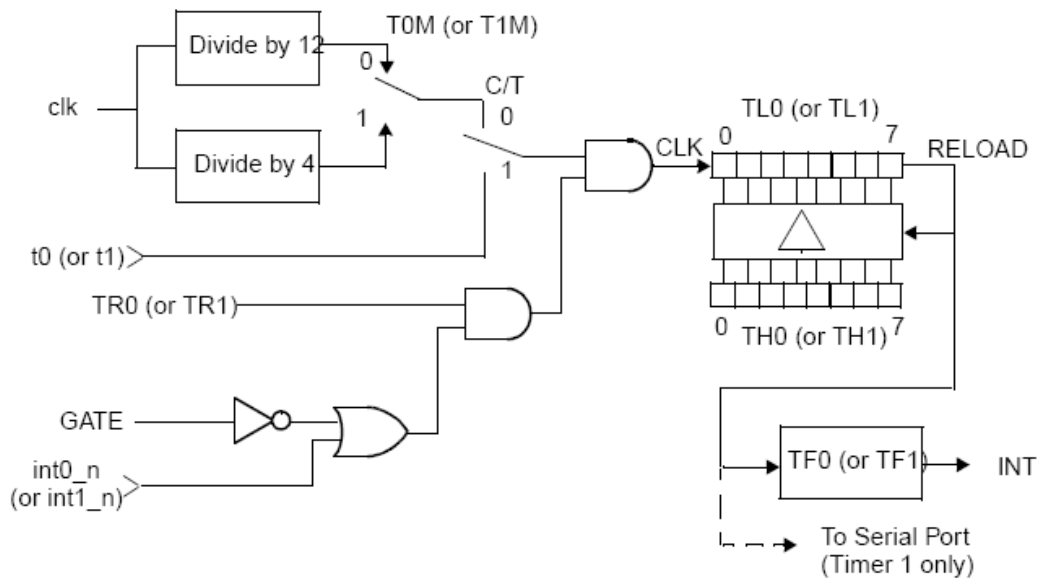 T0M (or T1M)
Divide by 12
0
clk
C/T
0
1
TL0 (or TL1)
0
7
Divide by 4
1
CLK
RELOAD
t0 (or t1)
TR0 (or TR1)
0
7
TH0 (or TH1)
GATE
int0_n
(or int1_n)
TF0 (or TF1)
INT
To Serial Port
(Timer 1 only)